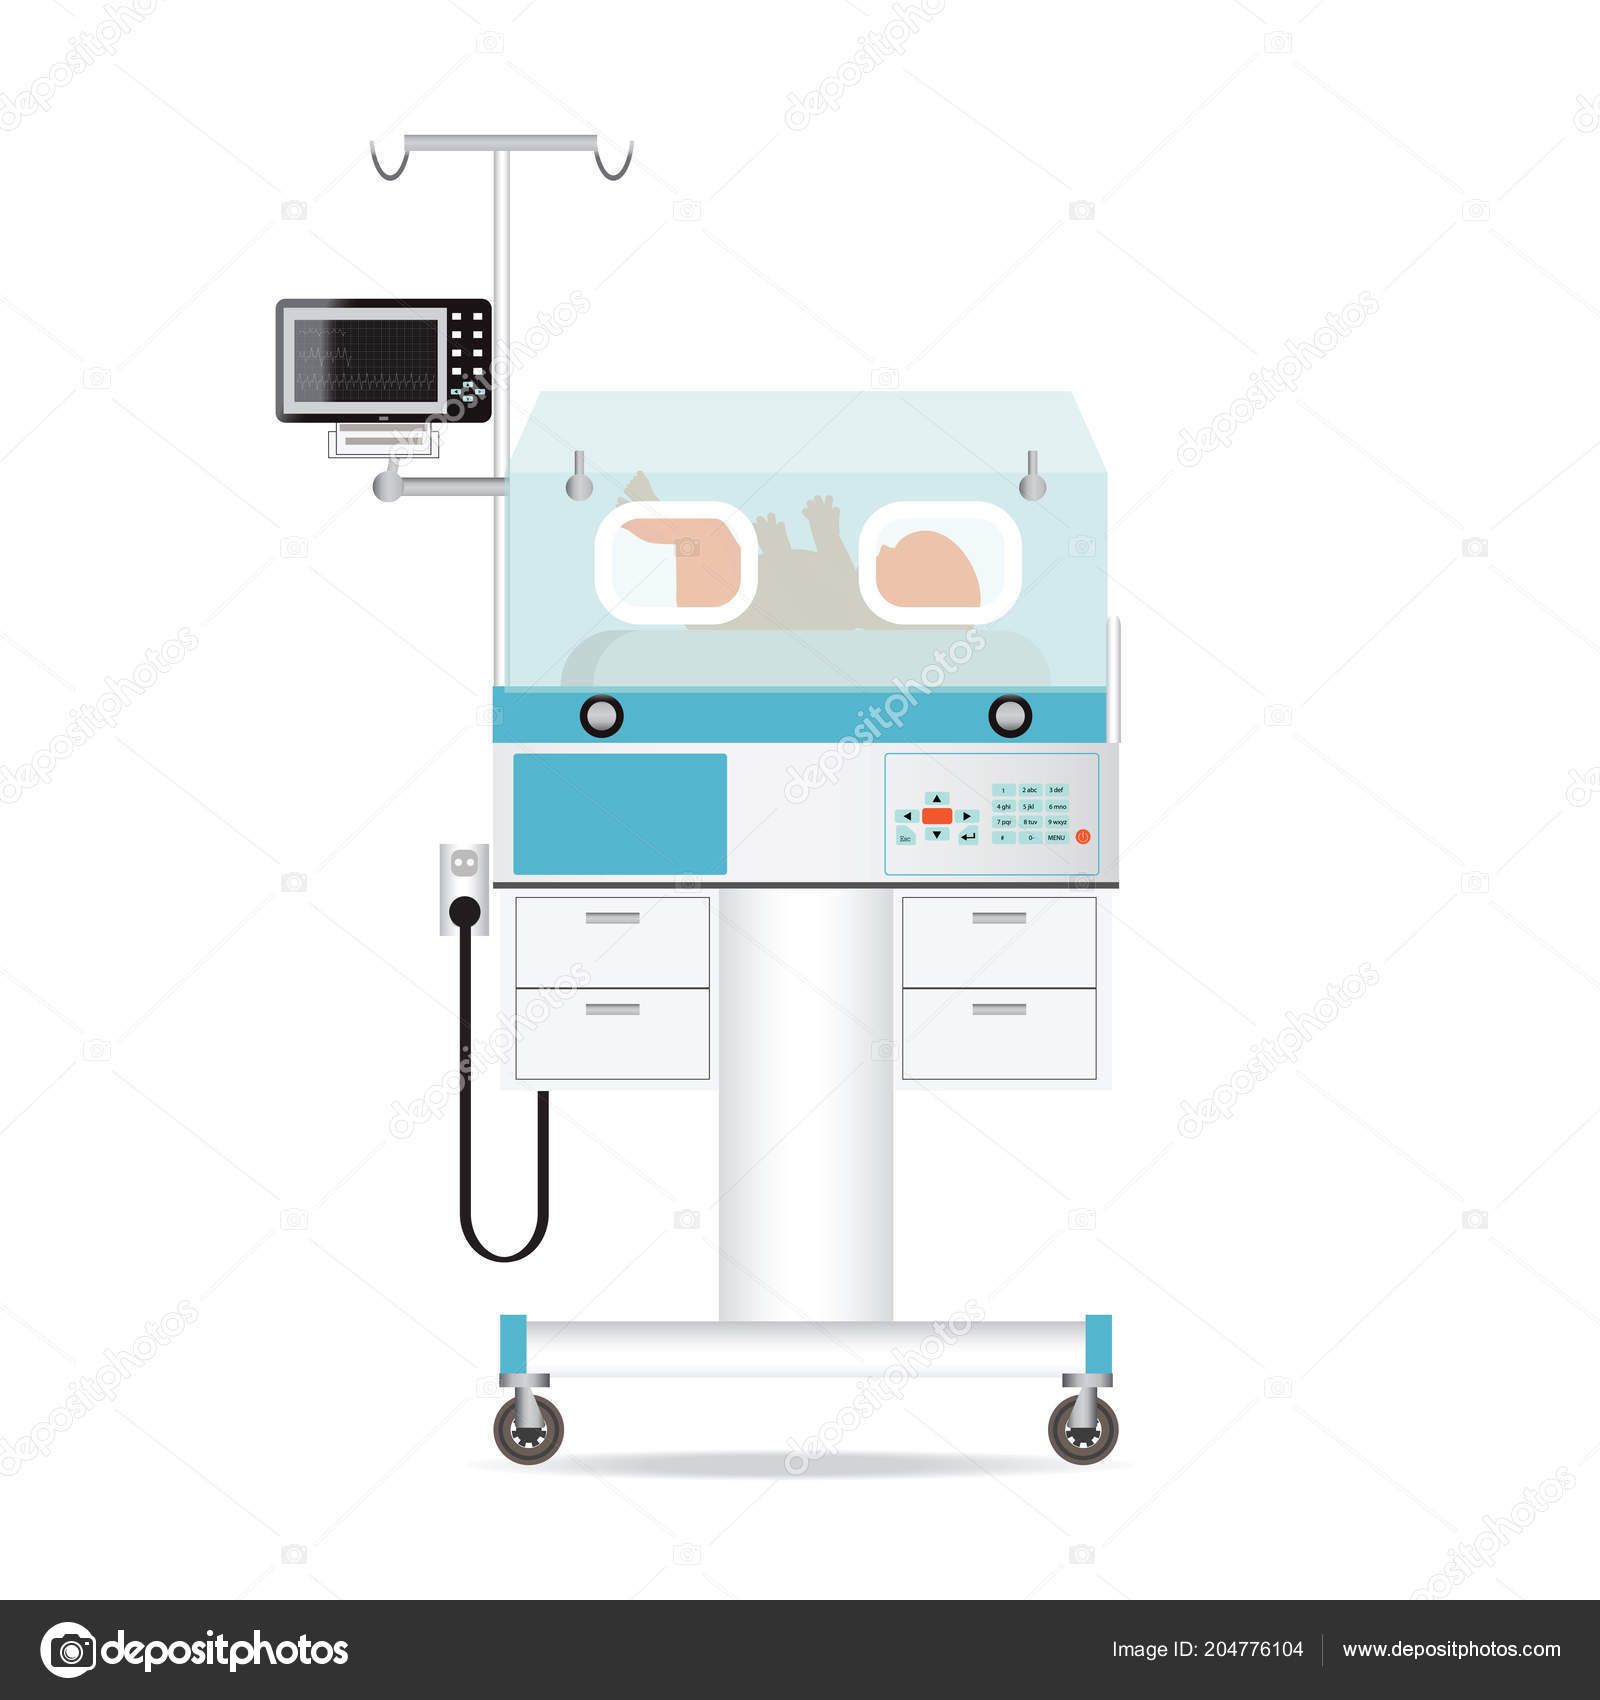 1 2 abc 3 def
4 ghi 5 jkl 6 mno
7 pqr 8 tuv 9 wxyz
Esc # 0- MENU
depositphotos
Image ID: 204776104
www.depositphotos.com